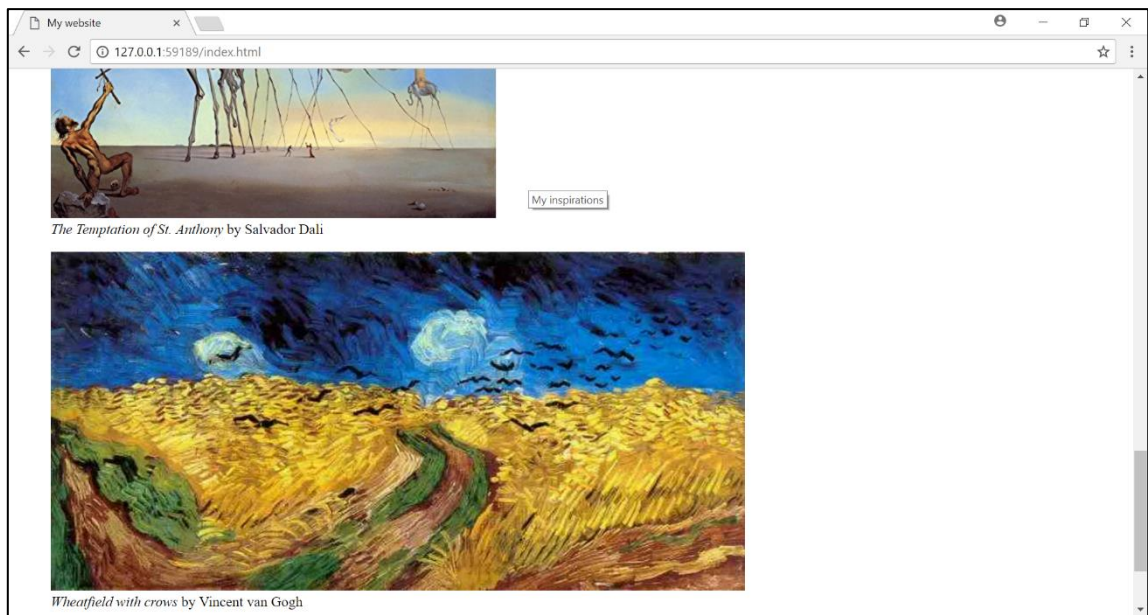 My website
127.0.0.1:59189/index.html
My inspirations
The Temptation of St. Anthony by Salvador Dali
Wheatfield with crows by Vincent van Gogh